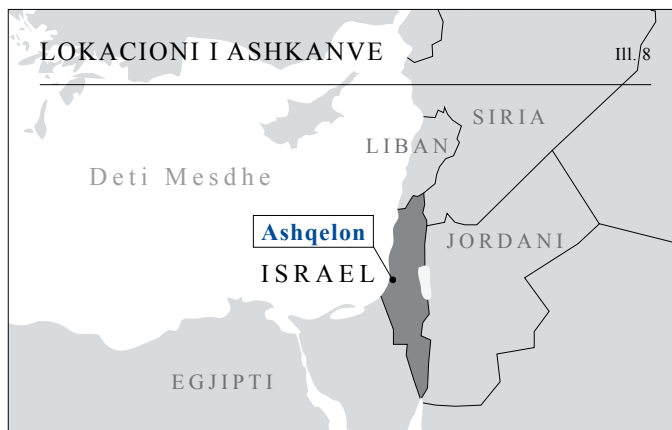 LOKACIONI I ASHKANVE
Ill. 8
SIRIA
LIBAN
Deti Mesdhe
Ashqelon
JORDANI
ISRAEL
EGJIPTI